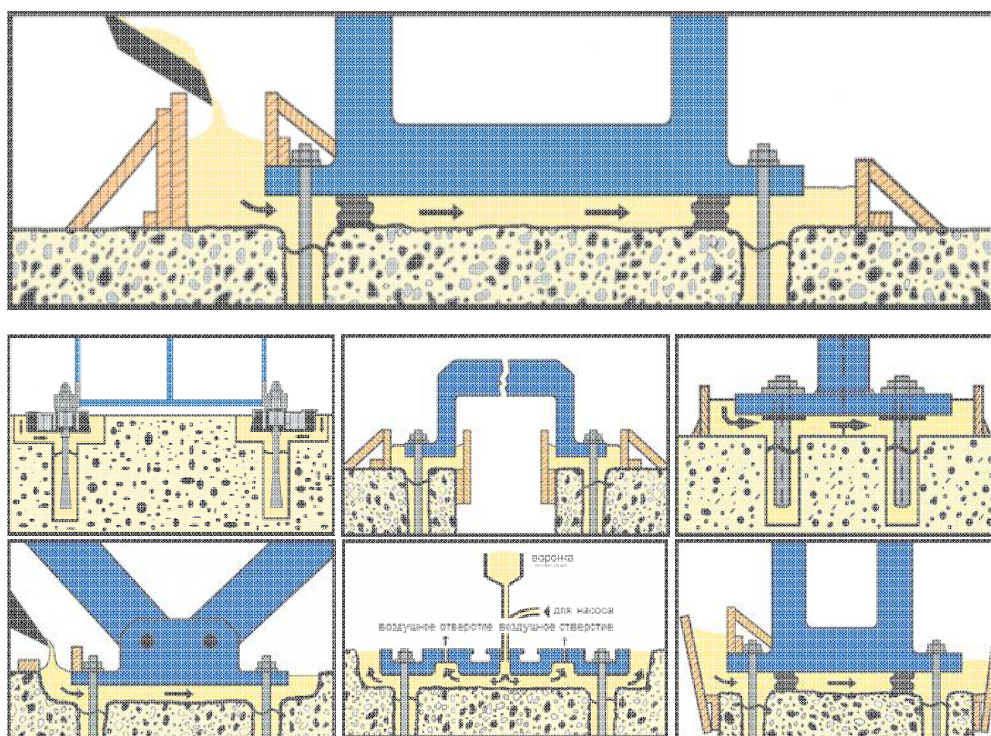 воронка
для насоса
воздушное отверстие воздушное отверстие